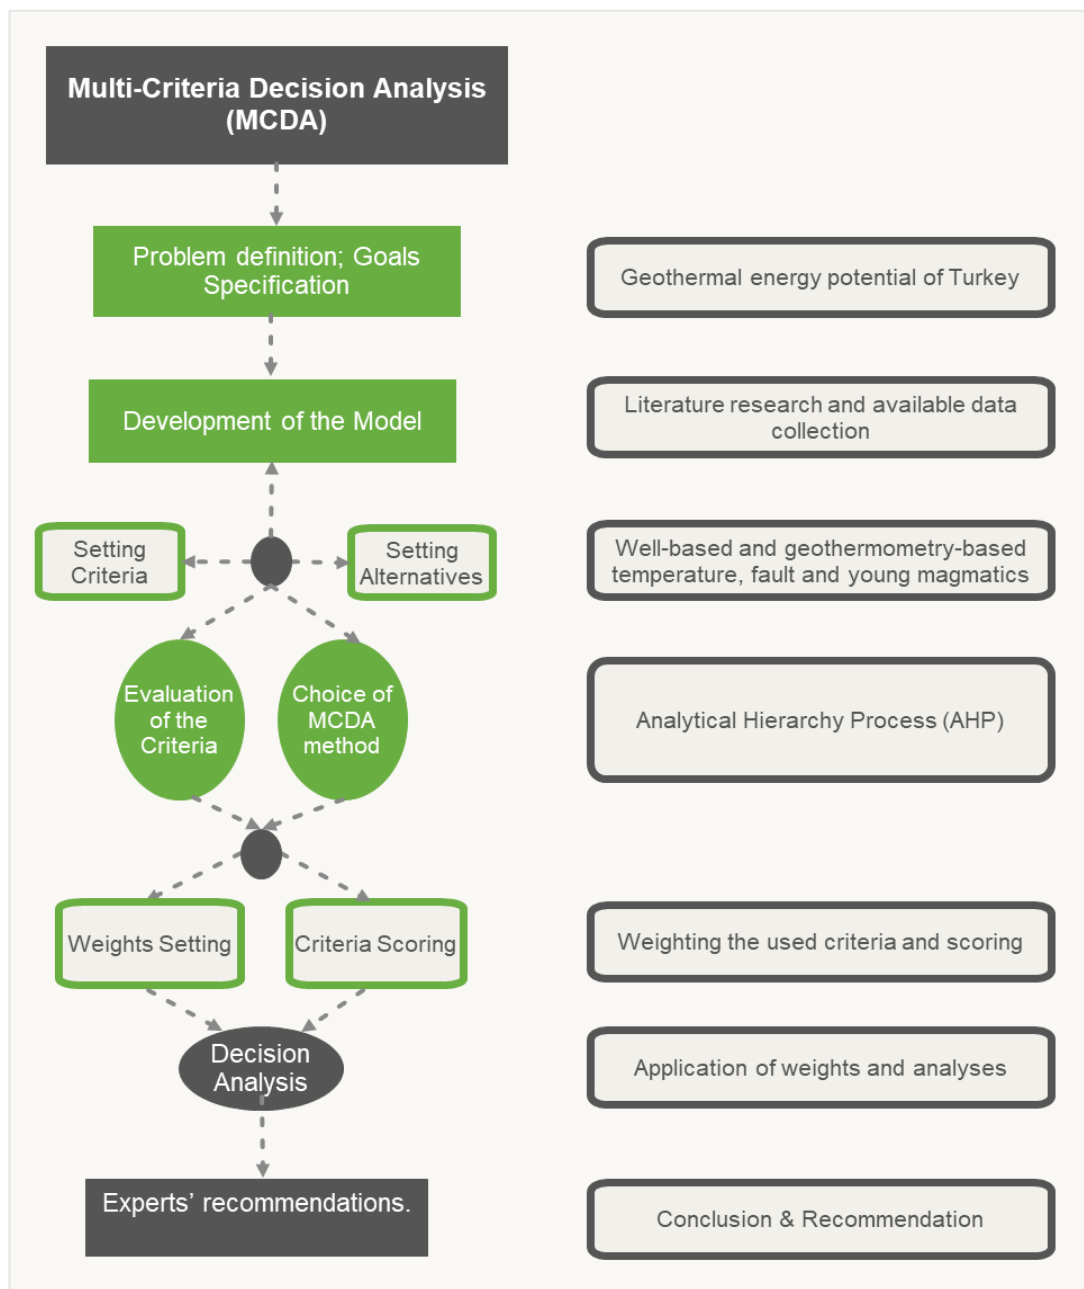 Multi-Criteria Decision Analysis
(MCDA)
Problem definition; Goals
Specification
Geothermal energy potential of Turkey
Development of the Model
Literature research and available data
collection
Setting
Criteria
Setting
Alternatives
Well-based and geothermometry-based
temperature, fault and young magmatics
Evaluation
of the
Criteria
Choice of
MCDA
method
Analytical Hierarchy Process (AHP)
Weights Setting
Criteria Scoring
Weighting the used criteria and scoring
Decision
Analysis
Application of weights and analyses
Experts’ recommendations.
Conclusion & Recommendation